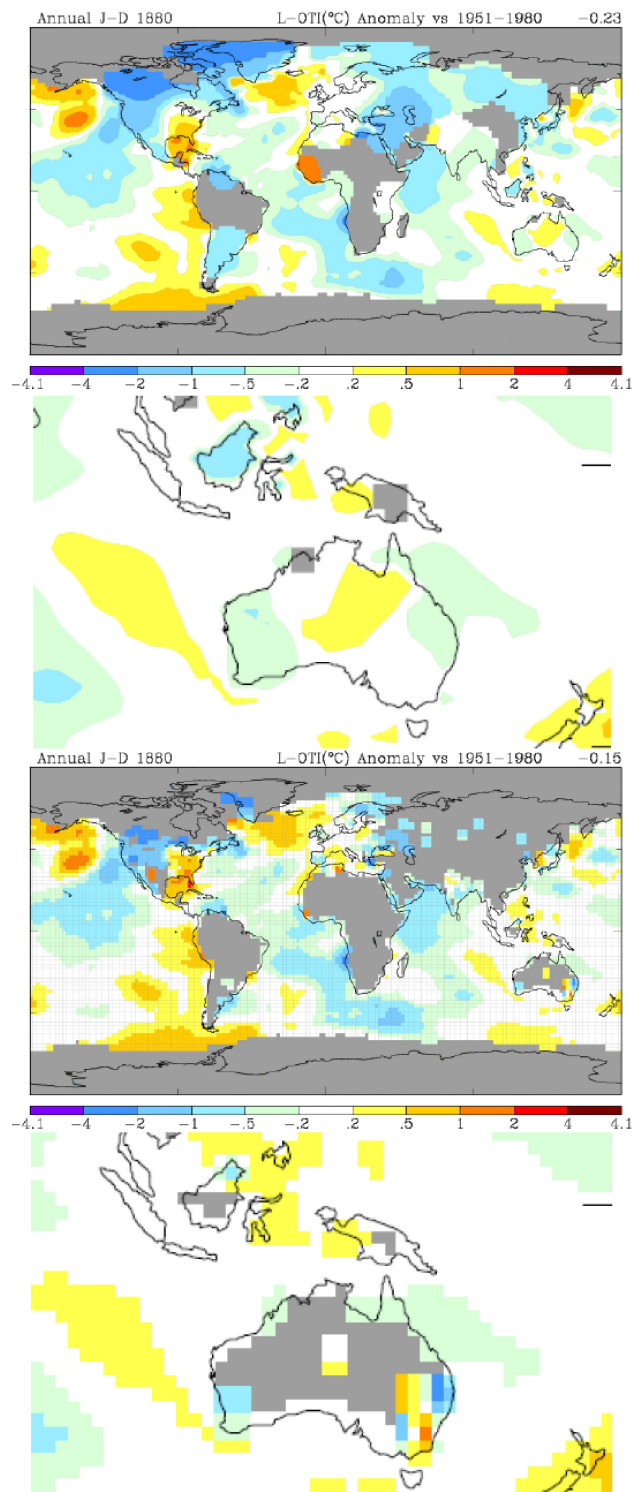 Annual J-D 1880 L-OTI(°C) Anomaly vs 1951-1980 -0.23
-4.1 -4 -2 -1 -.5 -.2 .2 .5 1 2 4 4.1
Annual J-D 1880 L-OTI(°C) Anomaly vs 1951-1980 -0.15
-4.1 -4 -2 -1 -.5 -.2 .2 .5 1 2 4 4.1